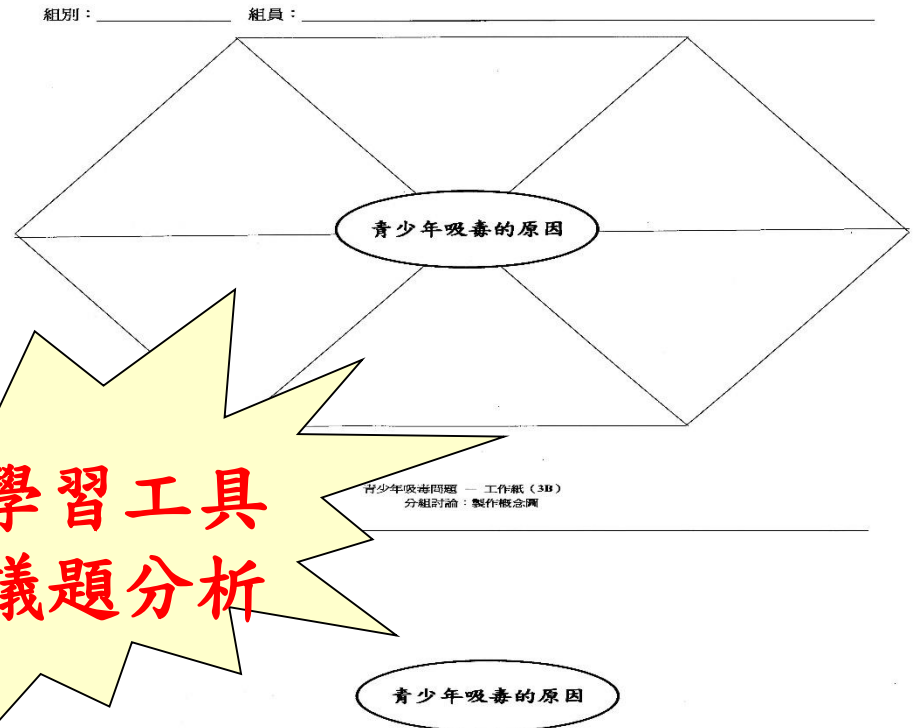 組別：
組員：
青少年吸毒的原因
青少年吸毒問題 — 工作紙（3B）
分組討論：製作概念圖
學習工具
議題分析
青少年吸毒的原因